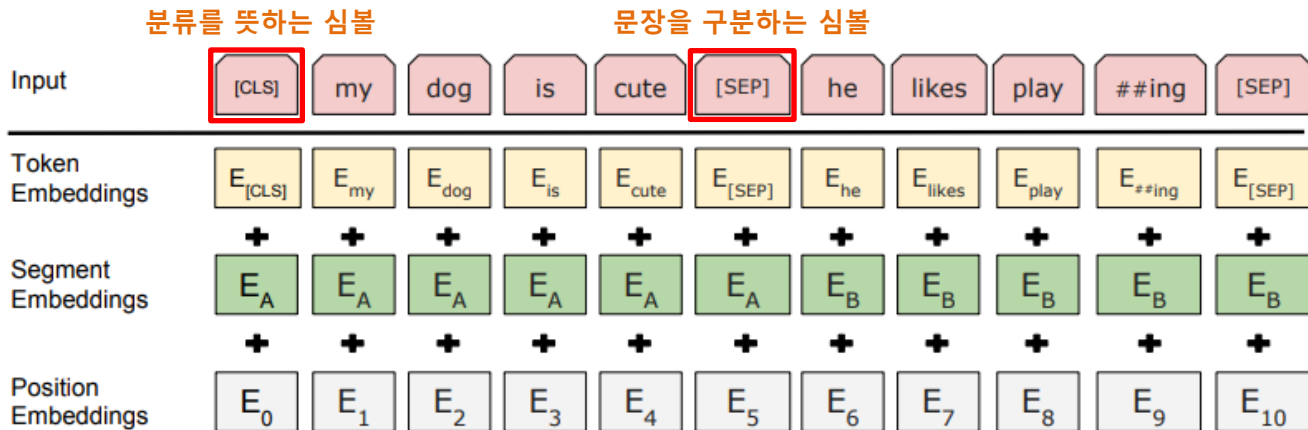 분류를 뜻하는 심볼 문장을 구분하는 심볼
Input [CLS] my dog is cute [SEP] he likes play ##ing [SEP]
Token
Embeddings E[CLS] Emy Edog Eis Ecute E[SEP] Ehe Elikes Eplay E##ing E[SEP]
+ + + + + + + + + + +
Segment
Embeddings EA EA EA EA EA EA EB EB EB EB EB
+ + + + + + + + + + +
Position
Embeddings E0 E1 E2 E3 E4 E5 E6 E7 E8 E9 E10